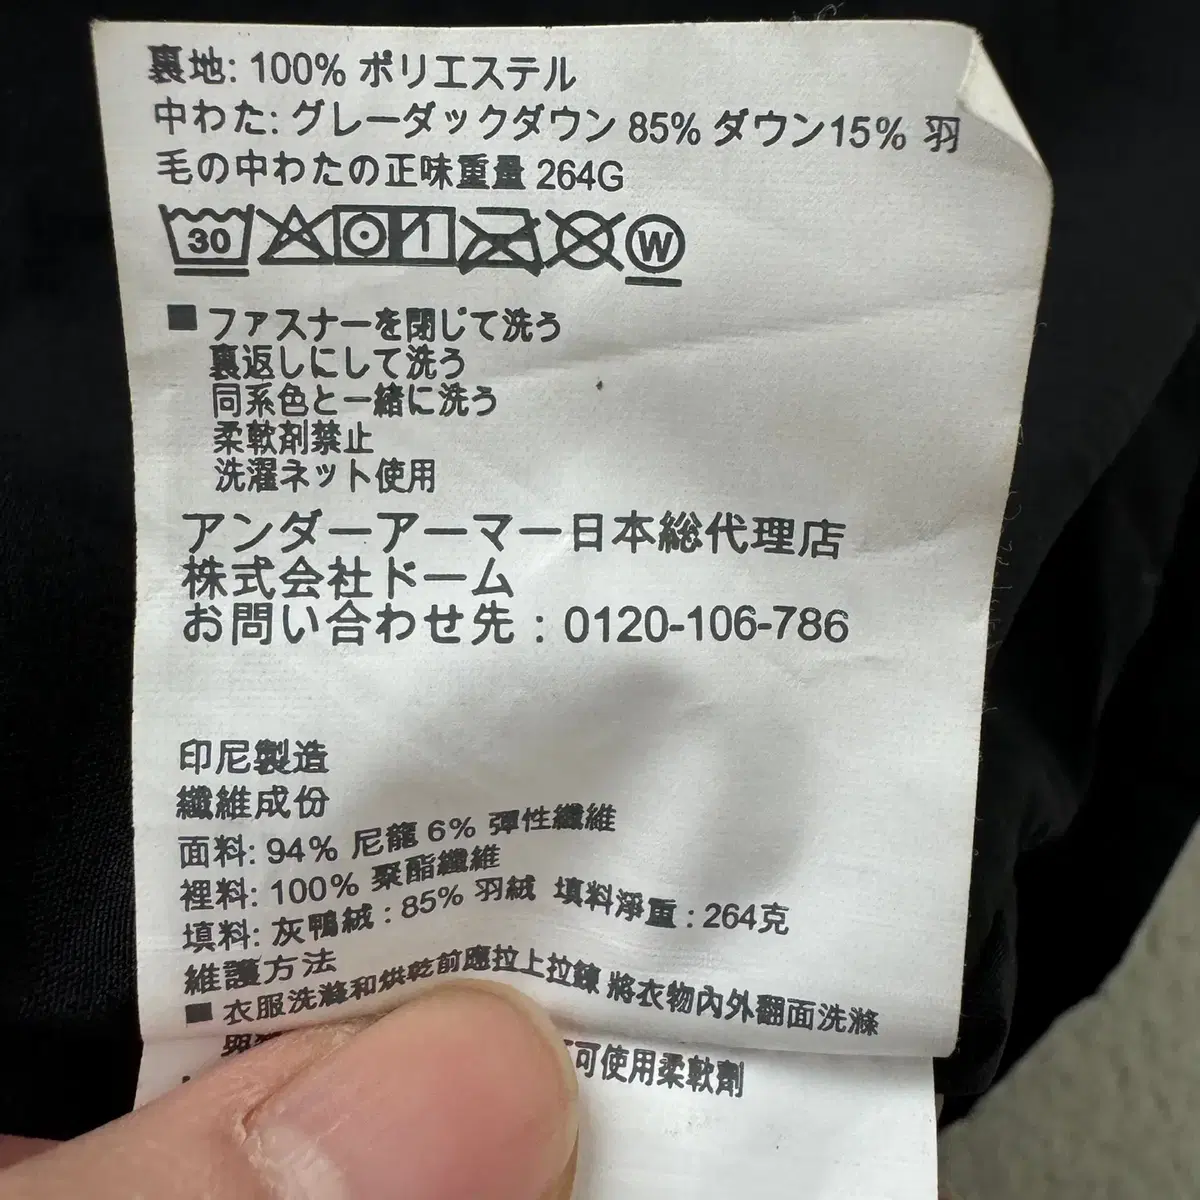 裏地: 100% ポリエステル
中わた: グレーダックダウン 85% ダウン15% 羽
毛の中わたの正味重量 264G
30
W
■ ファスナーを閉じて洗う
裏返しにして洗う
同系色と一緒に洗う
柔軟剤禁止
洗濯ネット使用
アンダーアーマー日本総代理店
株式会社ドーム
お問い合わせ先 : 0120-106-786
印尼製造
纖維成份
面料: 94% 尼龍 6% 彈性纖維
裡料: 100% 聚酯纖維
填料: 灰鴨絨 : 85% 羽絨 填料淨重 : 264克
維護方法
■ 衣服洗滌和烘乾前應拉上拉鍊 將衣物內外翻面洗滌
可使用柔軟劑